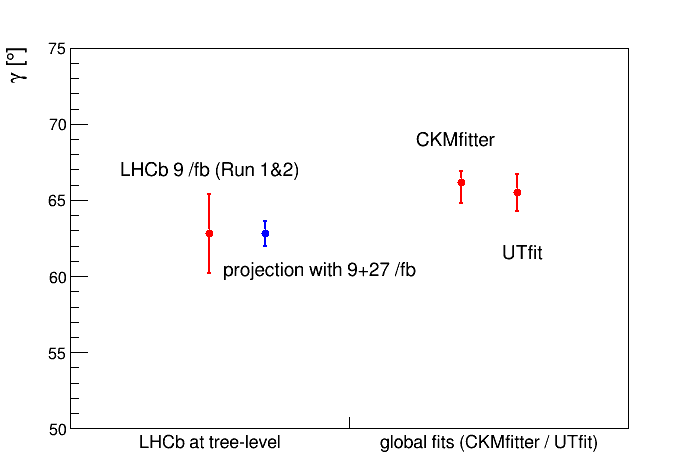 γ [°]
75
70
65
60
55
50
CKMfitter
LHCb 9 /fb (Run 1&2)
UTfit
projection with 9+27 /fb
LHCb at tree-level
global fits (CKMfitter / UTfit)